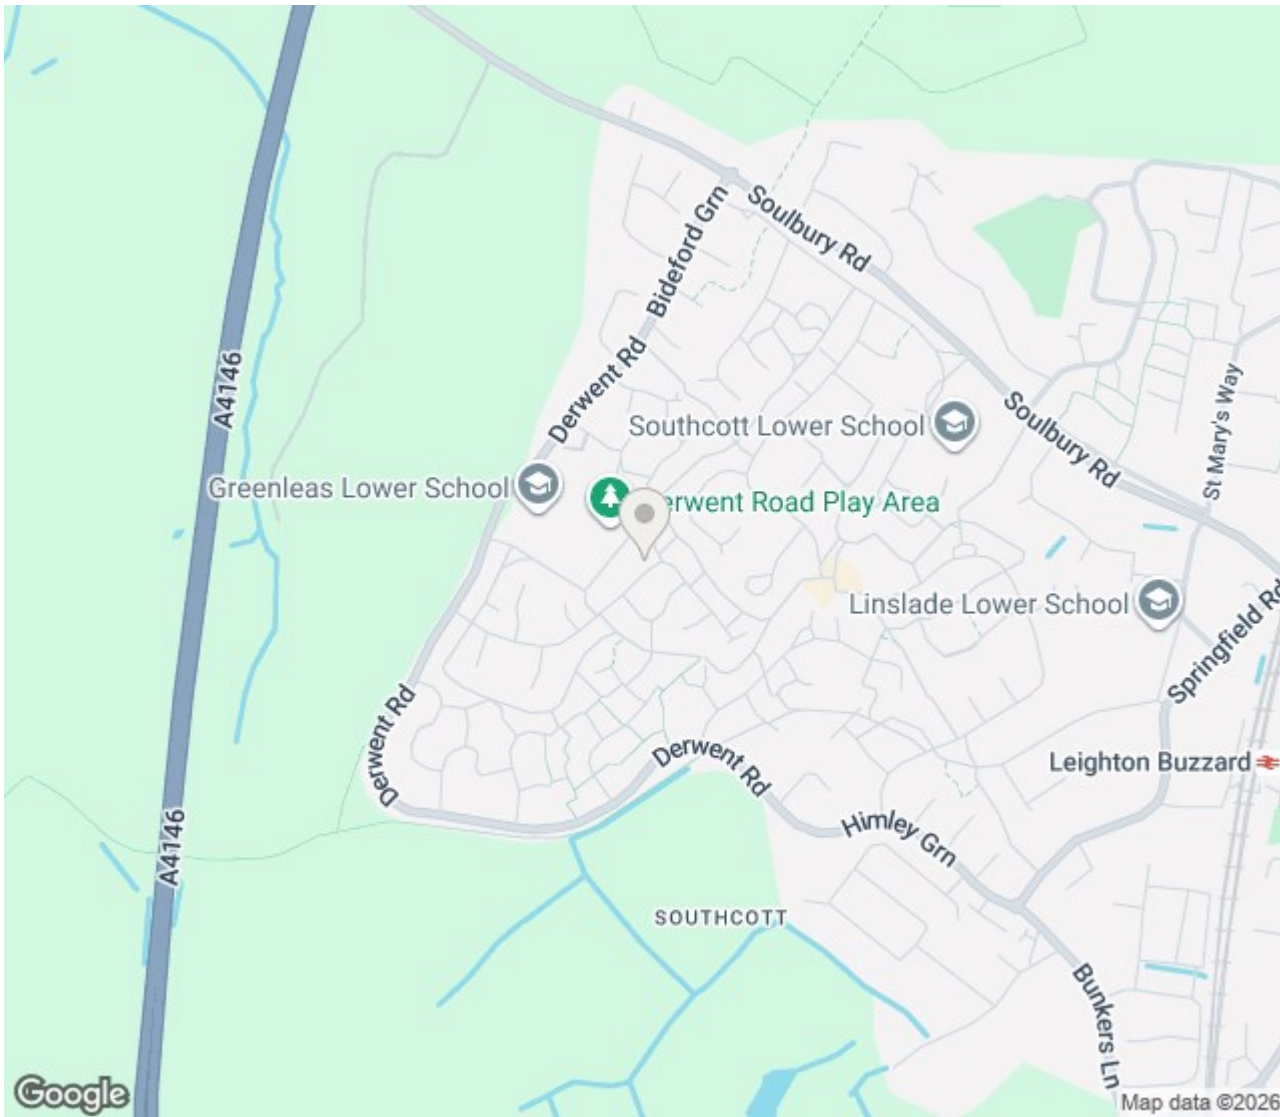 Bideford Grn
Soulbury Rd
Derwent Rd
A4146
St Mary's Way
Southcott Lower School
Soulbury Rd
Greenleas Lower School
erwent Road Play Area
Linslade Lower School
Springfield Rd
Derwent Rd
Derwent Rd
Leighton Buzzard
A4146
Himley Grn
SOUTHCOTT
Bunkers Ln
Google
Map data ©2026